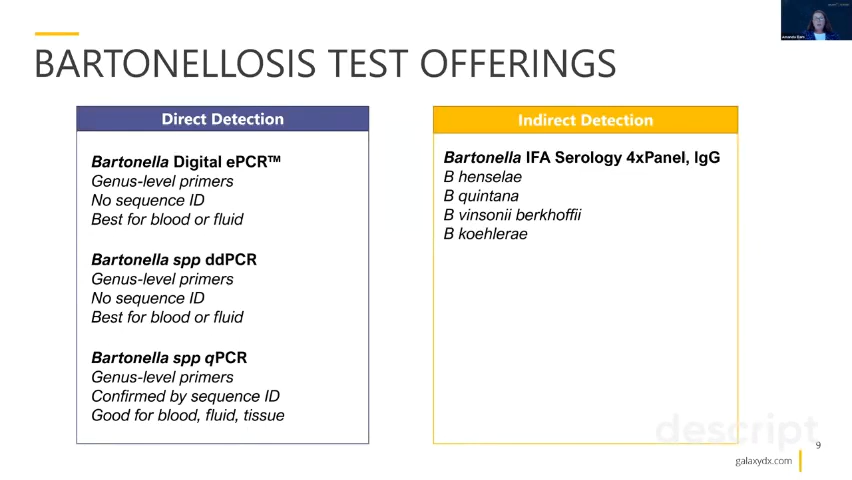 BARTONELLOSIS TEST OFFERINGS
Direct Detection
Bartonella Digital ePCR™
Genus-level primers
No sequence ID
Best for blood or fluid
Bartonella spp ddPCR
Genus-level primers
No sequence ID
Best for blood or fluid
Bartonella spp qPCR
Genus-level primers
Confirmed by sequence ID
Good for blood, fluid, tissue
Indirect Detection
Bartonella IFA Serology 4xPanel, IgG
B henselae
B quintana
B vinsonii berkhoffii
B koehlerae
descript
9
galaxydx.com